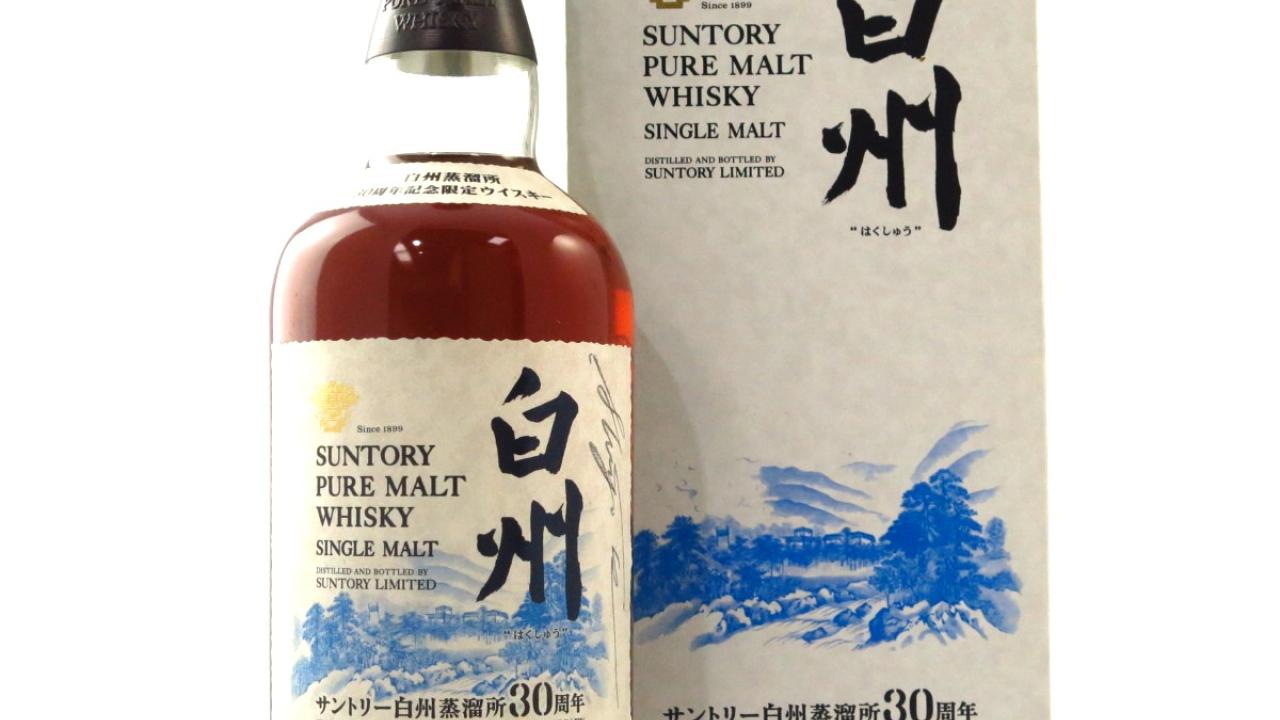 PURE MALT
WHISKY
白州蒸溜所
周年記念限定ウイスキー
Since 1899
SUNTORY
PURE MALT
WHISKY
SINGLE MALT
DISTILLED AND BOTTLED BY
SUNTORY LIMITED
白州
"はくしゅう"
サントリー白州蒸溜所30周年
Since 1899
SUNTORY
PURE MALT
WHISKY
SINGLE MALT
DISTILLED AND BOTTLED BY
SUNTORY LIMITED
白州
"はくしゅう"
サントリー白州蒸溜所30周年